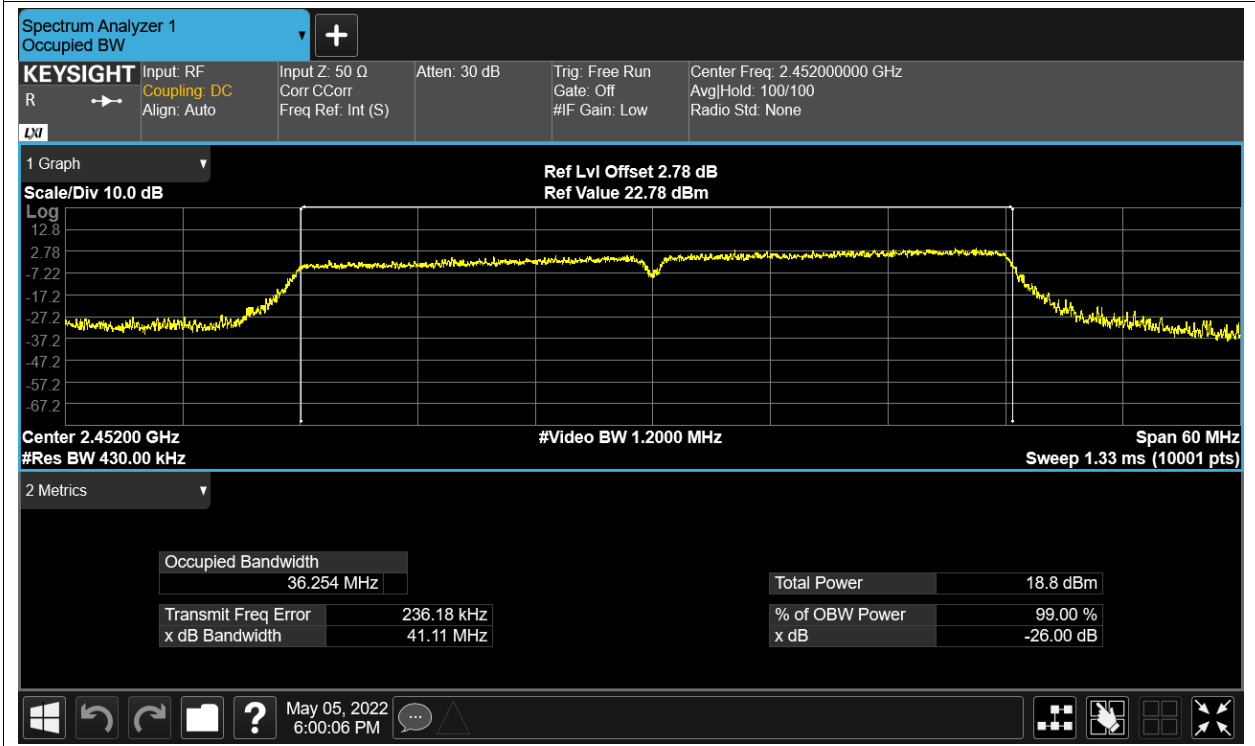 Spectrum Analyzer 1
Occupied BW
KEYSIGHT
R
LXI
Input: RF
Coupling: DC
Align: Auto
Input Z: 50 Ω
Corr CCorr
Freq Ref: Int (S)
Atten: 30 dB
Trig: Free Run
Gate: Off
#IF Gain: Low
Center Freq: 2.452000000 GHz
Avg|Hold: 100/100
Radio Std: None
1 Graph
Scale/Div 10.0 dB
Ref Lvl Offset 2.78 dB
Ref Value 22.78 dBm
Log
12.8
2.78
-7.22
-17.2
-27.2
-37.2
-47.2
-57.2
-67.2
Center 2.45200 GHz
#Video BW 1.2000 MHz
Span 60 MHz
#Res BW 430.00 kHz
Sweep 1.33 ms (10001 pts)
2 Metrics
Occupied Bandwidth
36.254 MHz
Transmit Freq Error 236.18 kHz
x dB Bandwidth 41.11 MHz
Total Power 18.8 dBm
% of OBW Power 99.00 %
x dB -26.00 dB
?
May 05, 2022
6:00:06 PM